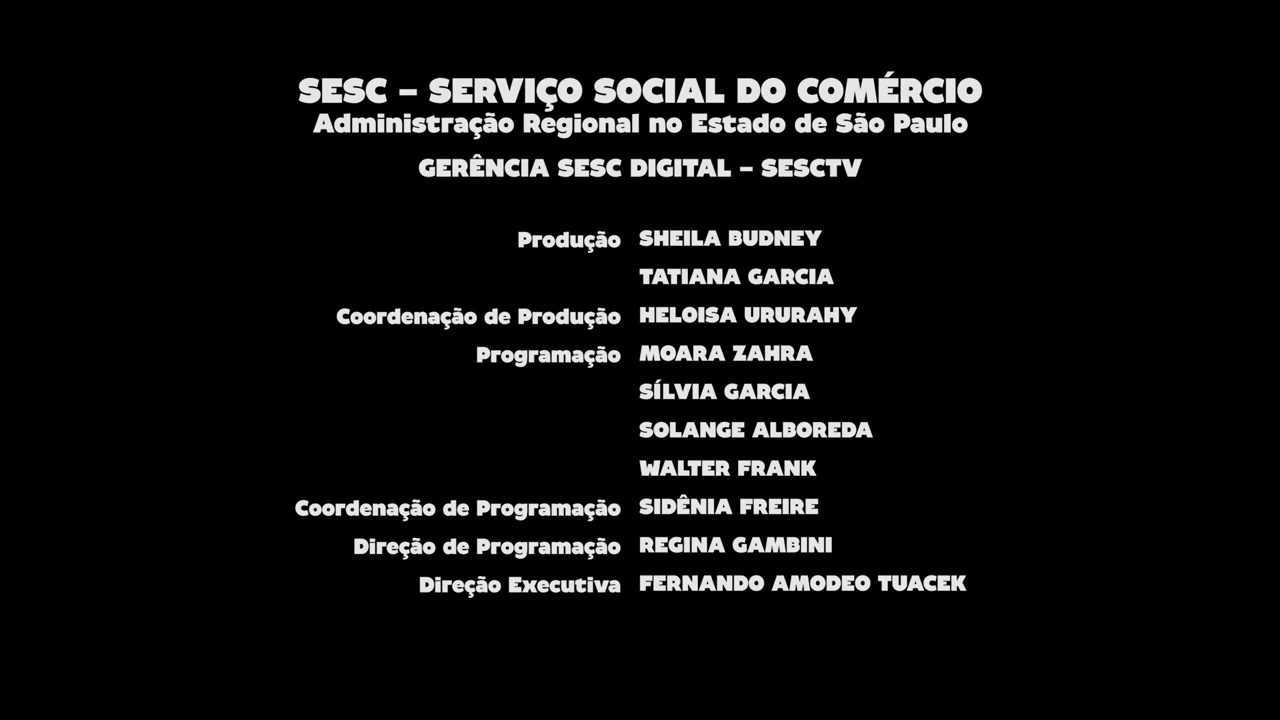 SESC – SERVIÇO SOCIAL DO COMÉRCIO
Administração Regional no Estado de São Paulo
GERÊNCIA SESC DIGITAL – SESCTV
Produção SHEILA BUDNEY
TATIANA GARCIA
Coordenação de Produção HELOISA URURAHY
Programação MOARA ZAHRA
SÍLVIA GARCIA
SOLANGE ALBOREDA
WALTER FRANK
Coordenação de Programação SIDÊNIA FREIRE
Direção de Programação REGINA GAMBINI
Direção Executiva FERNANDO AMODEO TUACEK